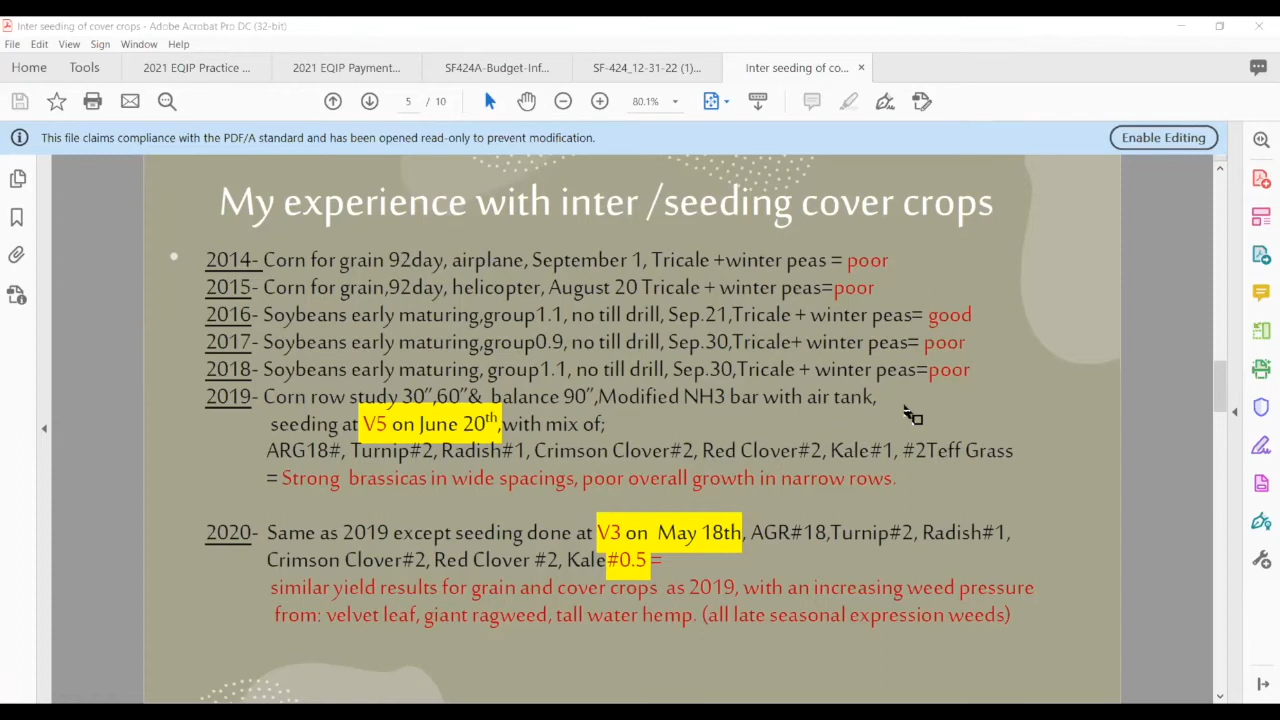 Inter seeding of cover crops - Adobe Acrobat Pro DC (32-bit)
File Edit View Sign Window Help
Home Tools 2021 EQIP Practice ... 2021 EQIP Payment... SF424A-Budget-Inf... SF-424_12-31-22 (1)... Inter seeding of co... ×
5 / 10 80.1%
This file claims compliance with the PDF/A standard and has been opened read-only to prevent modification. Enable Editing
My experience with inter /seeding cover crops
• 2014- Corn for grain 92day, airplane, September 1, Tricale +winter peas = poor
2015- Corn for grain,92day, helicopter, August 20 Tricale + winter peas=poor
2016- Soybeans early maturing,group1.1, no till drill, Sep.21,Tricale + winter peas= good
2017- Soybeans early maturing,group0.9, no till drill, Sep.30,Tricale+ winter peas= poor
2018- Soybeans early maturing, group1.1, no till drill, Sep.30,Tricale + winter peas=poor
2019- Corn row study 30”,60”& balance 90”,Modified NH3 bar with air tank,
seeding at V5 on June 20th,with mix of;
ARG18#, Turnip#2, Radish#1, Crimson Clover#2, Red Clover#2, Kale#1, #2Teff Grass
= Strong brassicas in wide spacings, poor overall growth in narrow rows.
2020- Same as 2019 except seeding done at V3 on May 18th, AGR#18,Turnip#2, Radish#1,
Crimson Clover#2, Red Clover #2, Kale#0.5 =
similar yield results for grain and cover crops as 2019, with an increasing weed pressure
from: velvet leaf, giant ragweed, tall water hemp. (all late seasonal expression weeds)